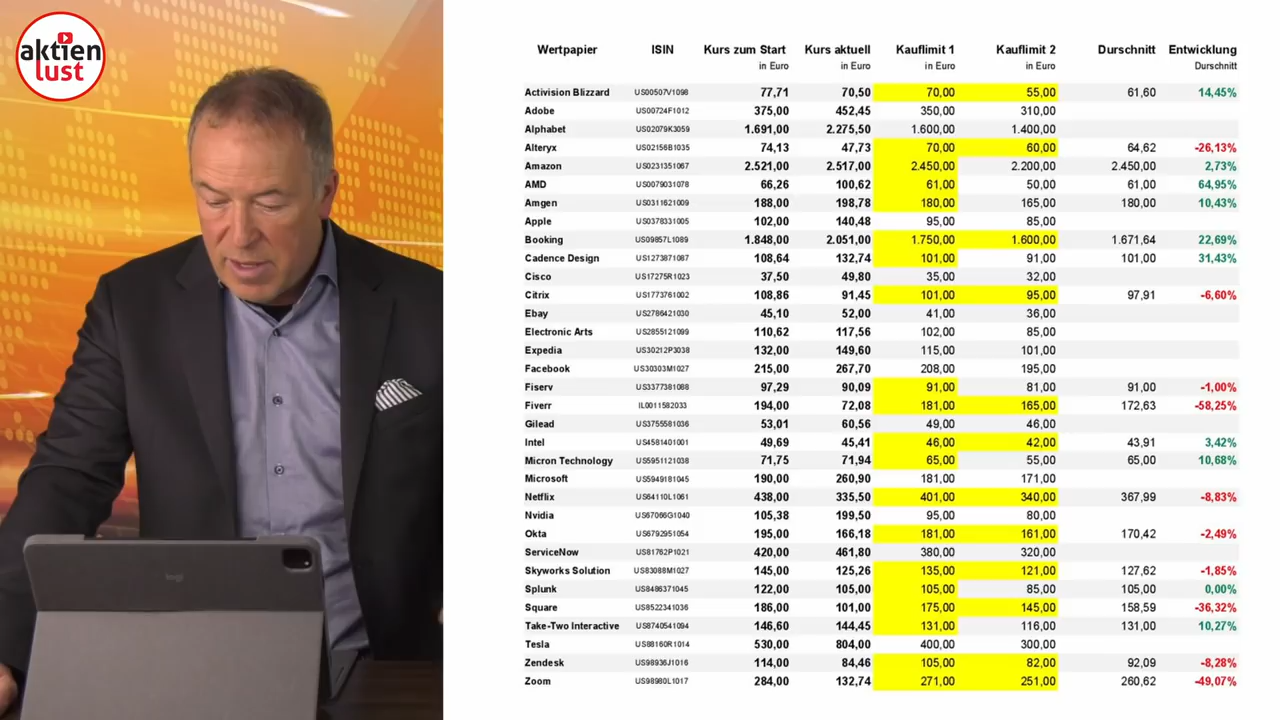 aktien
lust
Wertpapier ISIN Kurs zum Start Kurs aktuell Kauflimit 1 Kauflimit 2 Durschnitt Entwicklung
in Euro in Euro in Euro in Euro Durschnitt
Activision Blizzard US00507V1098 77,71 70,50 70,00 55,00 61,60 14,45%
Adobe US00724F1012 375,00 452,45 350,00 310,00
Alphabet US02079K3059 1.691,00 2.275,50 1.600,00 1.400,00
Alteryx US02156B1035 74,13 47,73 70,00 60,00 64,62 -26,13%
Amazon US0231351067 2.521,00 2.517,00 2.450,00 2.200,00 2.450,00 2,73%
AMD US0079031078 66,26 100,62 61,00 50,00 61,00 64,95%
Amgen US0311621009 188,00 198,78 180,00 165,00 180,00 10,43%
Apple US0378331005 102,00 140,48 95,00 85,00
Booking US09857L1089 1.848,00 2.051,00 1.750,00 1.600,00 1.671,64 22,69%
Cadence Design US1273871087 108,64 132,74 101,00 91,00 101,00 31,43%
Cisco US17275R1023 37,50 49,80 35,00 32,00
Citrix US1773761002 108,86 91,45 101,00 95,00 97,91 -6,60%
Ebay US2786421030 45,10 52,00 41,00 36,00
Electronic Arts US2855121099 110,62 117,56 102,00 85,00
Expedia US30212P3038 132,00 149,60 115,00 101,00
Facebook US30303M1027 215,00 267,70 208,00 195,00
Fiserv US3377381088 97,29 90,09 91,00 81,00 91,00 -1,00%
Fiverr IL0011582033 194,00 72,08 181,00 165,00 172,63 -58,25%
Gilead US3755581036 53,01 60,56 49,00 46,00
Intel US4581401001 49,69 45,41 46,00 42,00 43,91 3,42%
Micron Technology US5951121038 71,75 71,94 65,00 55,00 65,00 10,68%
Microsoft US5949181045 190,00 260,90 181,00 171,00
Netflix US64110L1061 438,00 335,50 401,00 340,00 367,99 -8,83%
Nvidia US67066G1040 105,38 199,50 95,00 80,00
Okta US6792951054 195,00 166,18 181,00 161,00 170,42 -2,49%
ServiceNow US81762P1021 420,00 461,80 380,00 320,00
Skyworks Solution US83088M1027 145,00 125,26 135,00 121,00 127,62 -1,85%
Splunk US8486371045 122,00 105,00 105,00 85,00 105,00 0,00%
Square US8522341036 186,00 101,00 175,00 145,00 158,59 -36,32%
Take-Two Interactive US8740541094 146,60 144,45 131,00 116,00 131,00 10,27%
Tesla US88160R1014 530,00 804,00 400,00 300,00
Zendesk US98936J1016 114,00 84,46 105,00 82,00 92,09 -8,28%
Zoom US98980L1017 284,00 132,74 271,00 251,00 260,62 -49,07%
logi